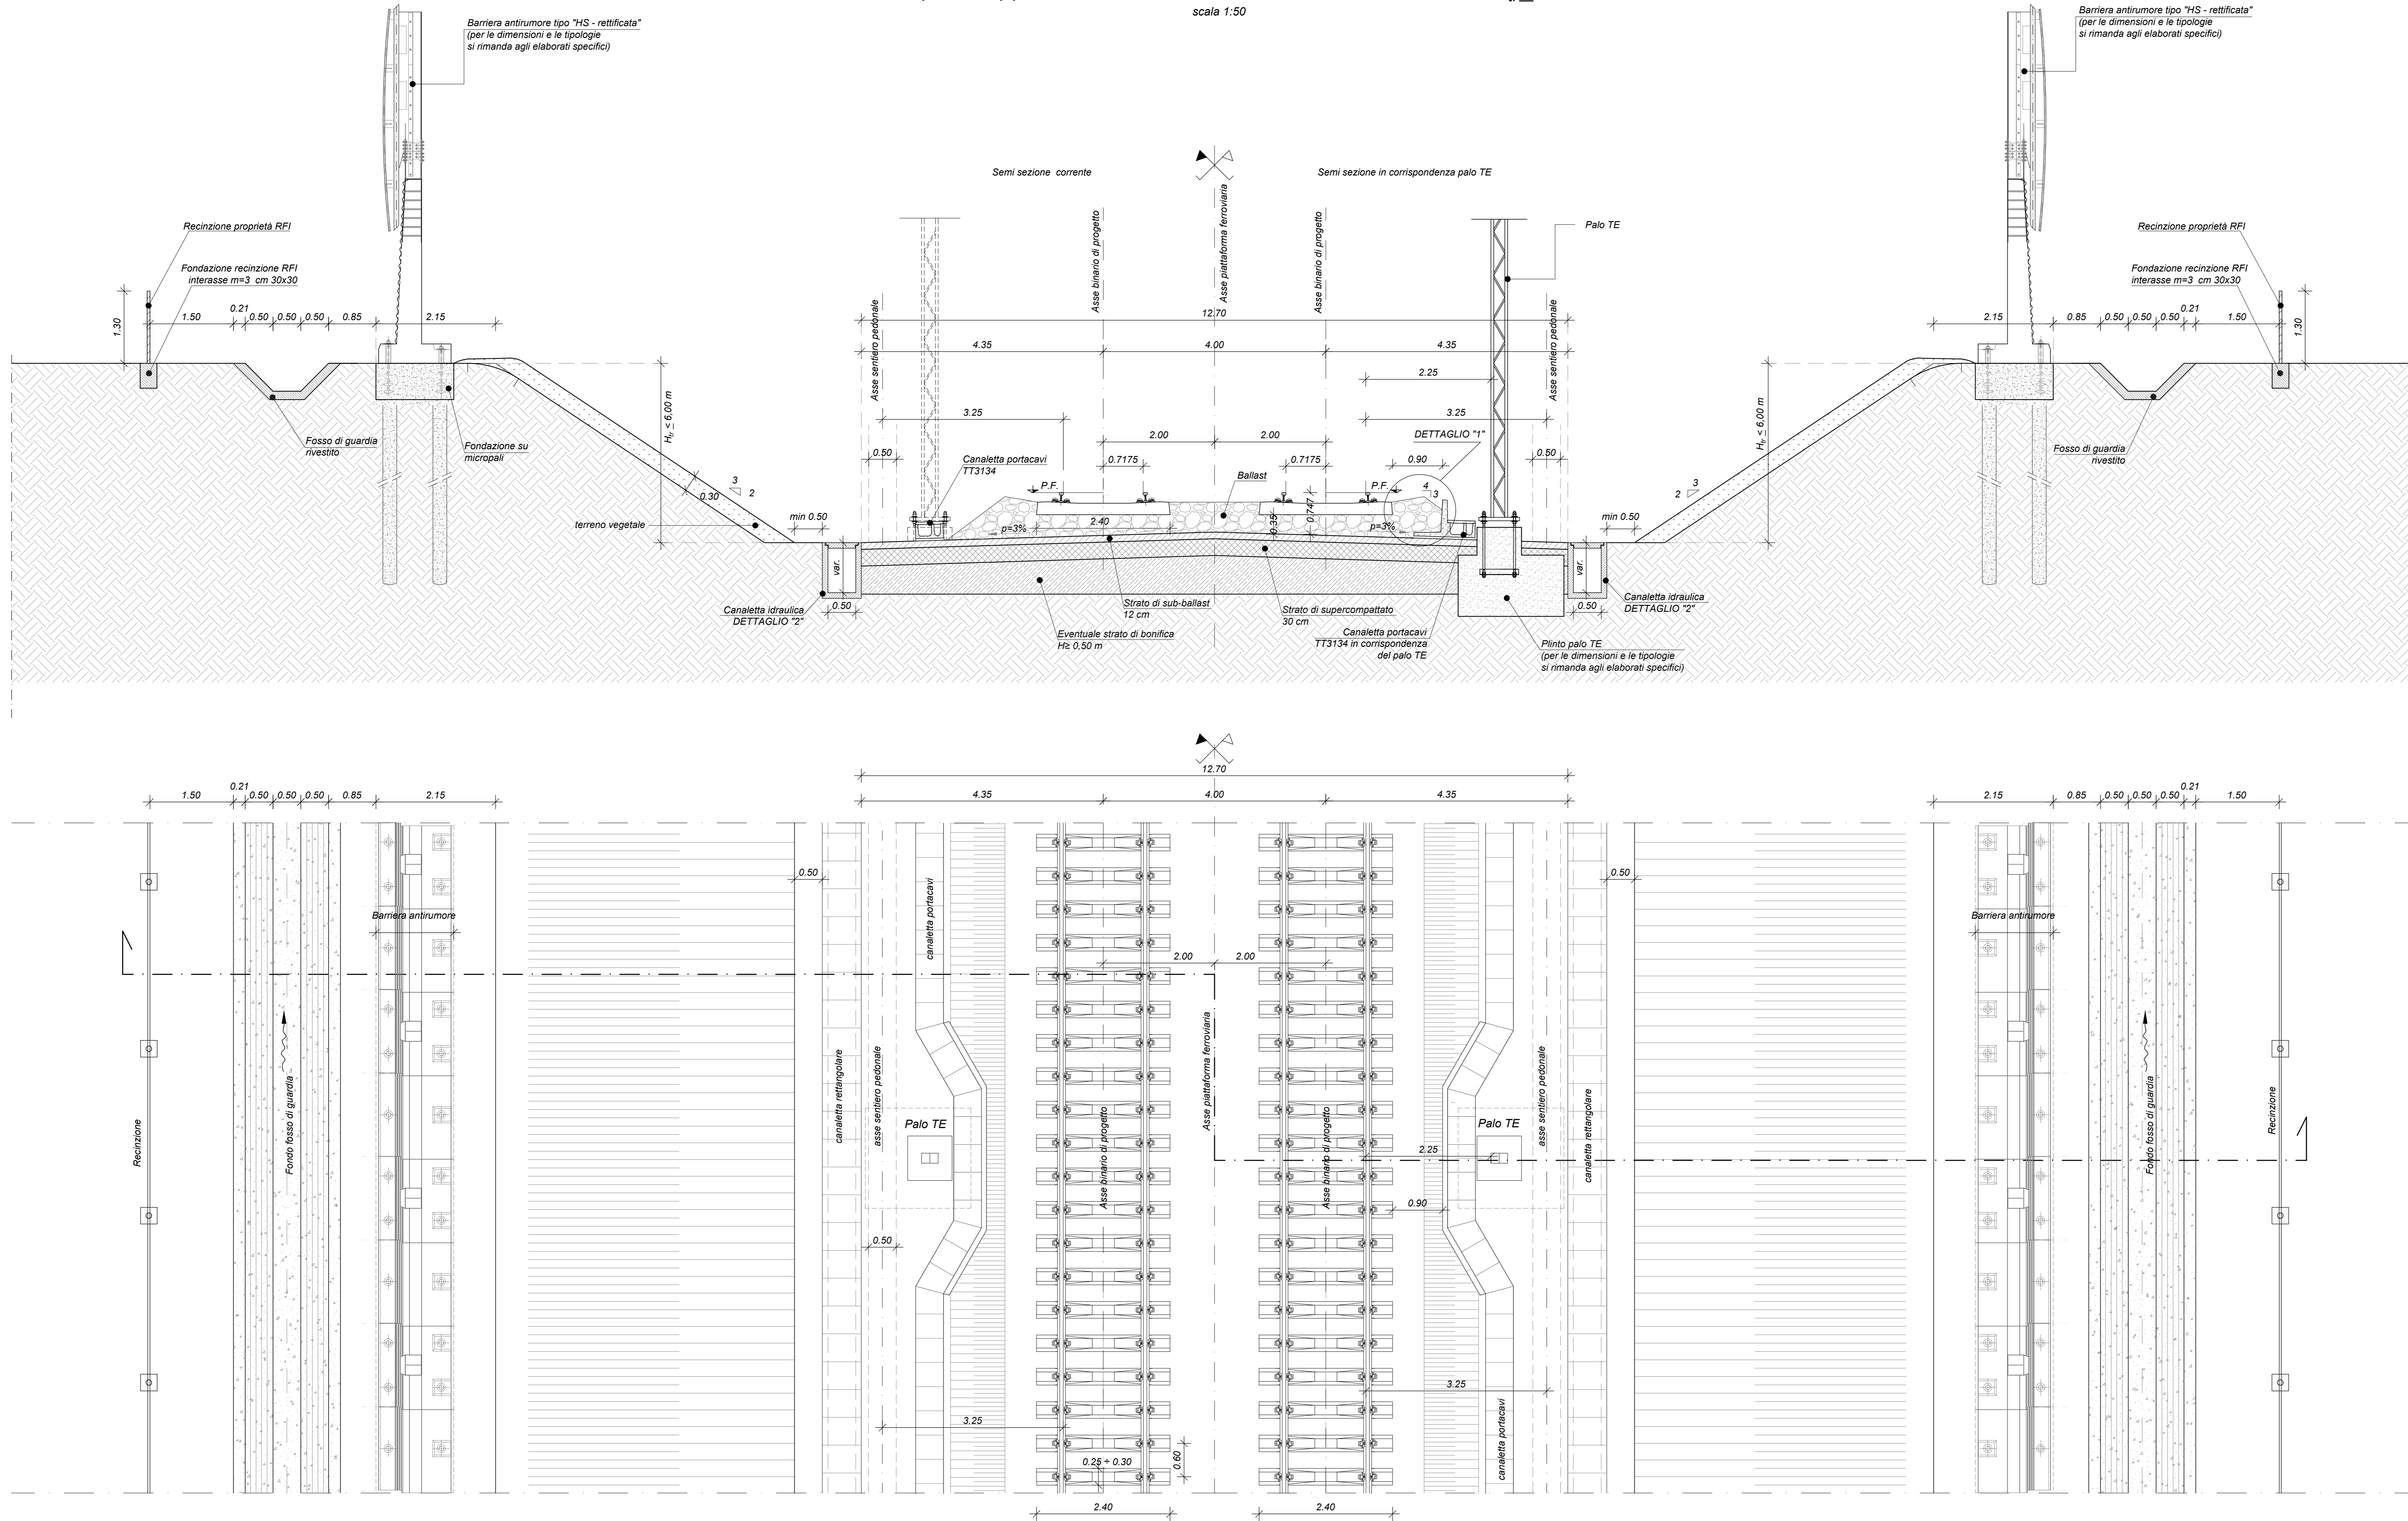 scala 1:50
Barriera antirumore tipo "HS - rettificata"
(per le dimensioni e le tipologie
si rimanda agli elaborati specifici)
Barriera antirumore tipo "HS - rettificata"
(per le dimensioni e le tipologie
si rimanda agli elaborati specifici)
Semi sezione corrente
Semi sezione in corrispondenza palo TE
Asse binario di progetto
Asse piattaforma ferroviaria
Asse binario di progetto
Palo TE
Recinzione proprietà RFI
Recinzione proprietà RFI
Fondazione recinzione RFI
interasse m=3 cm 30x30
Fondazione recinzione RFI
interasse m=3 cm 30x30
Asse sentiero pedonale
Asse sentiero pedonale
1.30
1.50
0.21
0.50
0.50
0.50
0.85
2.15
12.70
4.35
4.00
4.35
2.25
3.25
3.25
2.00
2.00
0.7175
0.7175
0.90
0.50
0.50
2.15
0.85
0.50
0.50
0.50
0.21
1.50
1.30
Htr < 6,00 m
Htr < 6,00 m
DETTAGLIO "1"
Fosso di guardia
rivestito
Fondazione su
micropali
Canaletta portacavi
TT3134
Ballast
Fosso di guardia
rivestito
0.30
3
2
P.F.
P.F.
4
3
3
2
0.35
0.747
terreno vegetale
min 0.50
p=3%
2.40
p=3%
min 0.50
var.
var.
0.50
0.50
Canaletta idraulica
DETTAGLIO "2"
Strato di sub-ballast
12 cm
Strato di supercompattato
30 cm
Canaletta idraulica
DETTAGLIO "2"
Eventuale strato di bonifica
H≥ 0,50 m
Canaletta portacavi
TT3134 in corrispondenza
del palo TE
Plinto palo TE
(per le dimensioni e le tipologie
si rimanda agli elaborati specifici)
12.70
4.35
4.00
4.35
1.50
0.21
0.50
0.50
0.50
0.85
2.15
2.15
0.85
0.50
0.50
0.50
0.21
1.50
0.50
0.50
Barriera antirumore
Barriera antirumore
canaletta portacavi
2.00
2.00
Recinzione
Fondo fosso di guardia
canaletta rettangolare
asse sentiero pedonale
Palo TE
Asse binario di progetto
Asse piattaforma ferroviaria
Asse binario di progetto
Palo TE
asse sentiero pedonale
canaletta rettangolare
Fondo fosso di guardia
Recinzione
2.25
0.90
0.50
3.25
3.25
canaletta portacavi
0.25 ÷ 0.30
0.60
2.40
2.40